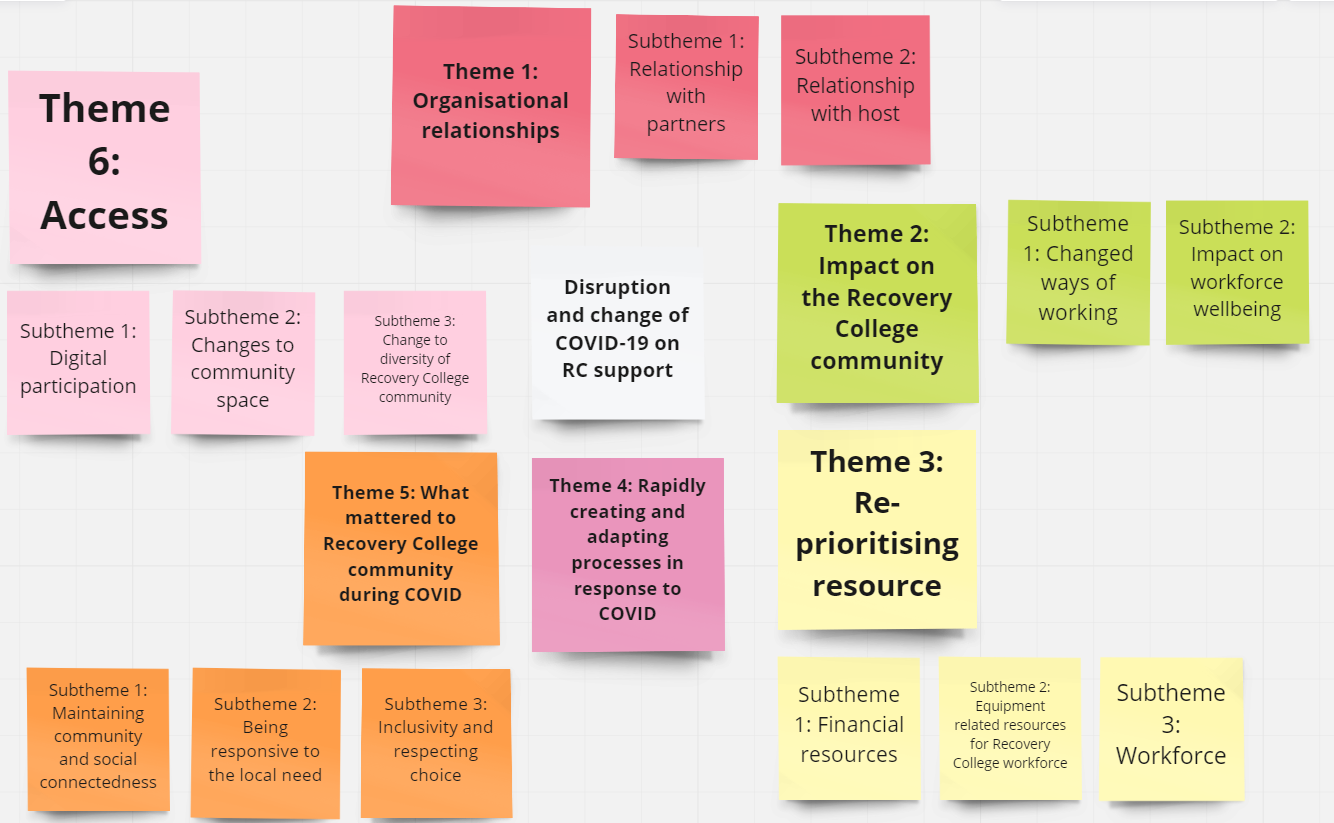 Theme 1:
Organisational
relationships
Subtheme 1:
Relationship
with
partners
Subtheme 2:
Relationship
with host
Theme
6:
Access
Subtheme 1:
Digital
participation
Subtheme 2:
Changes to
community
space
Subtheme 3:
Change to
diversity of
Recovery College
community
Disruption
and change of
COVID-19 on
RC support
Theme 2:
Impact on
the Recovery
College
community
Subtheme
1: Changed
ways of
working
Subtheme 2:
Impact on
workforce
wellbeing
Theme 5: What
mattered to
Recovery College
community
during COVID
Theme 4: Rapidly
creating and
adapting
processes in
response to
COVID
Theme 3:
Re-
prioritising
resource
Subtheme 1:
Maintaining
community
and social
connectedness
Subtheme 2:
Being
responsive to
the local need
Subtheme 3:
Inclusivity and
respecting
choice
Subtheme
1: Financial
resources
Subtheme 2:
Equipment
related resources
for Recovery
College workforce
Subtheme
3:
Workforce